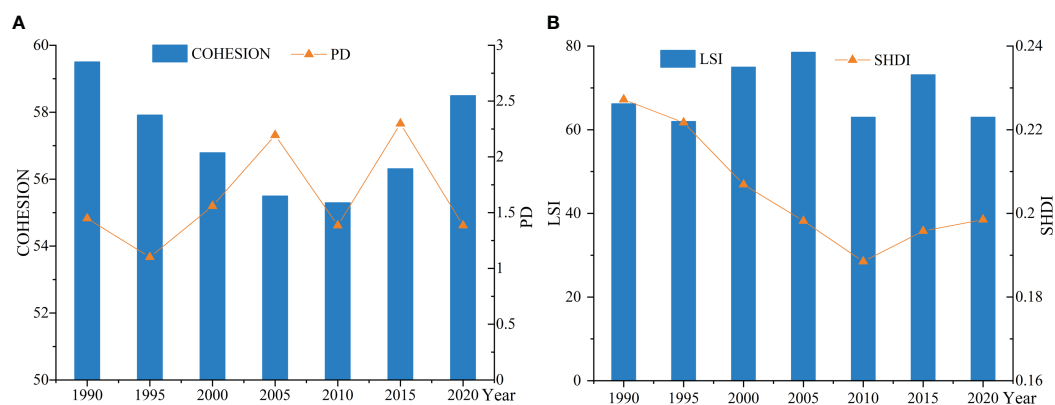 A
COHESION PD
60
58
56
54
52
50
COHESION
3
2.5
2
1.5
1
0.5
0
PD
1990 1995 2000 2005 2010 2015 2020 Year
B
LSI SHDI
80
60
40
20
0
LSI
0.24
0.22
0.2
0.18
0.16
SHDI
1990 1995 2000 2005 2010 2015 2020 Year